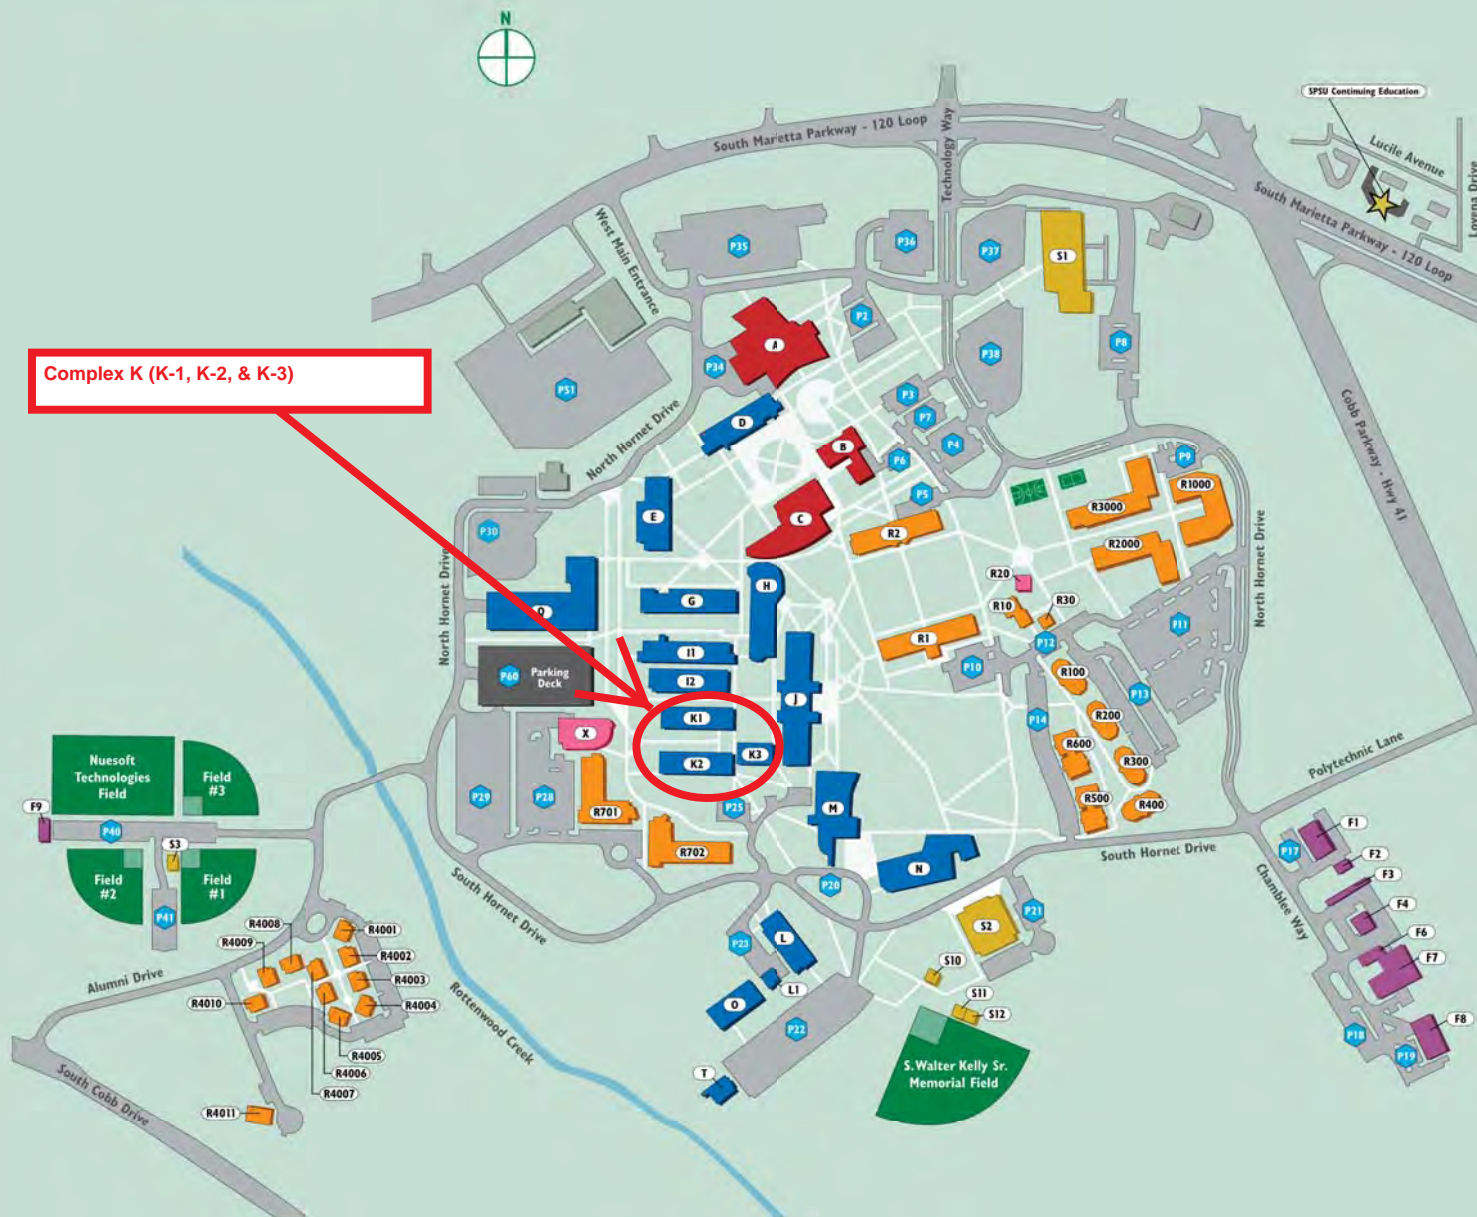 N
SPSU Continuing Education
Lucile Avenue
Lovena Drive
South Marietta Parkway - 120 Loop
Technology Way
South Marietta Parkway - 120 Loop
West Main Entrance
P35
P36
P37
S1
P2
P38
P8
A
P34
P51
Complex K (K-1, K-2, & K-3)
Cobb Parkway - Hwy 41
North Hornet Drive
D
P3
P7
B
P4
P6
P9
R1000
P5
E
C
R3000
P30
R2
R2000
North Hornet Drive
North Hornet Drive
H
R20
G
Q
R10
R30
P11
I1
R1
P12
P10
I2
P60
Parking
Deck
R100
P13
J
K1
P14
R200
X
R600
K3
K2
R300
Polytechnic Lane
Nuesoft
Technologies
Field
Field
#3
P29
P28
R500
R400
F9
R701
P25
M
P40
F1
S3
R702
South Hornet Drive
P17
F2
N
Field
#2
Field
#1
P20
F3
Chamblee Way
P41
South Hornet Drive
F4
P21
R4001
R4008
S2
F6
R4009
L
P23
R4002
F7
Alumni Drive
S10
R4003
L1
R4010
R4004
S11
O
S12
F8
P22
P18
Rottenwood Creek
R4005
P19
R4006
S. Walter Kelly Sr.
Memorial Field
T
R4007
South Cobb Drive
R4011